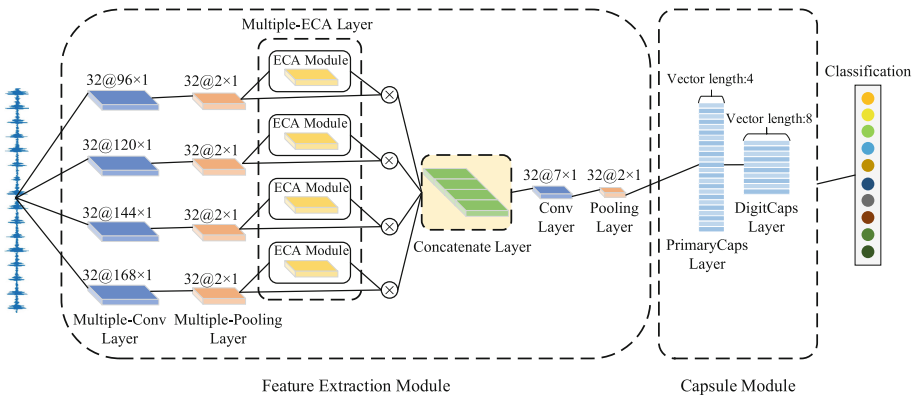 Multiple-ECA Layer
32@96×1
32@2×1
ECA Module
32@120×1
32@2×1
ECA Module
32@144×1
32@2×1
ECA Module
32@168×1
32@2×1
ECA Module
Multiple-Conv
Layer
Multiple-Pooling
Layer
Concatenate Layer
32@7×1
Conv
Layer
32@2×1
Pooling
Layer
Feature Extraction Module
Vector length:4
PrimaryCaps
Layer
Vector length:8
DigitCaps
Layer
Capsule Module
Classification